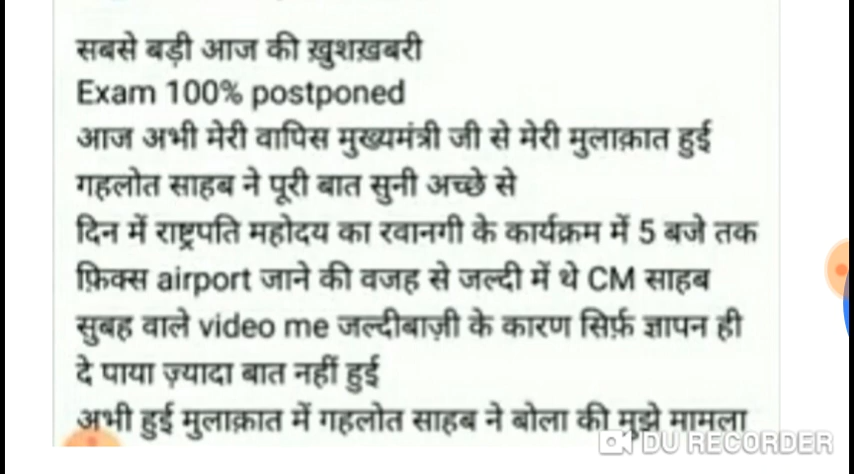 सबसे बड़ी आज की ख़ुशख़बरी
Exam 100% postponed
आज अभी मेरी वापिस मुख्यमंत्री जी से मेरी मुलाक़ात हुई
गहलोत साहब ने पूरी बात सुनी अच्छे से
दिन में राष्ट्रपति महोदय का रवानगी के कार्यक्रम में 5 बजे तक
फ़िक्स airport जाने की वजह से जल्दी में थे CM साहब
सुबह वाले video me जल्दीबाज़ी के कारण सिर्फ़ ज्ञापन ही
दे पाया ज़्यादा बात नहीं हुई
अभी हुई मुलाक़ात में गहलोत साहब ने बोला की मुझे मामला
DU RECORDER